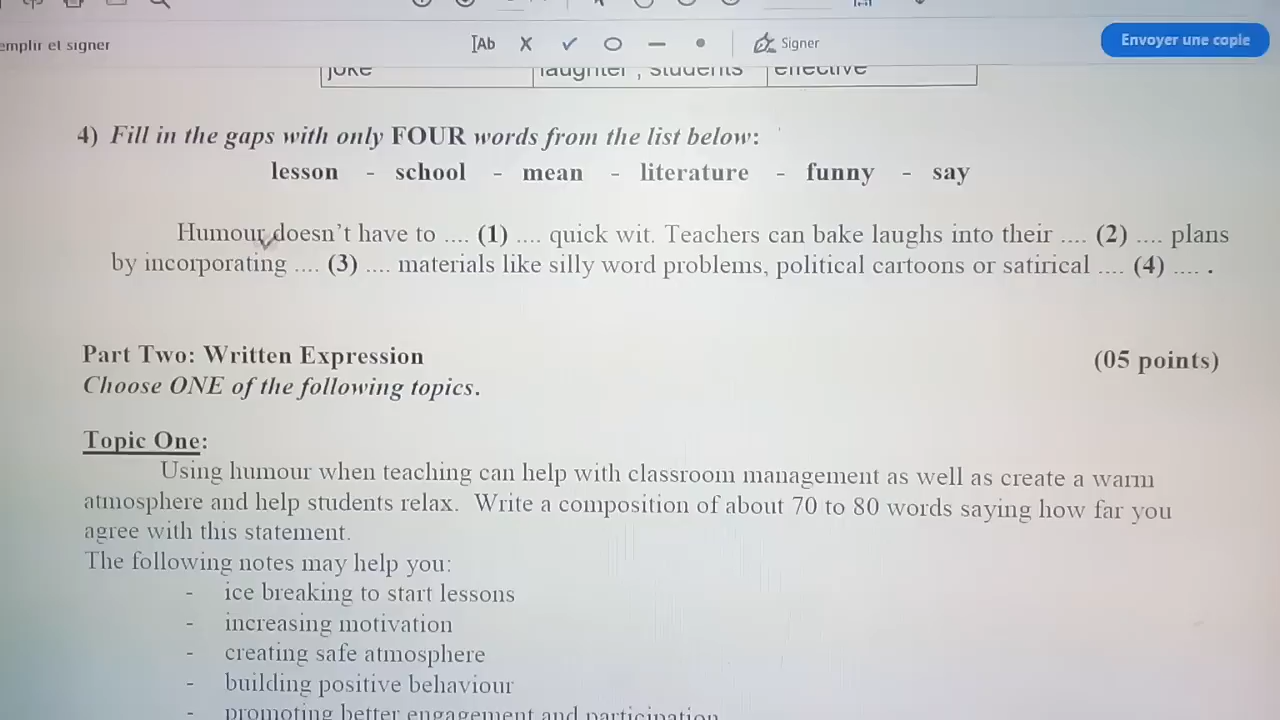 emplir et signer
Ab
Signer
Envoyer une copie
joke laughter , students effective
4) Fill in the gaps with only FOUR words from the list below:
lesson - school - mean - literature - funny - say
Humour doesn't have to .... (1) .... quick wit. Teachers can bake laughs into their .... (2) .... plans
by incorporating .... (3) .... materials like silly word problems, political cartoons or satirical .... (4) .... .
Part Two: Written Expression (05 points)
Choose ONE of the following topics.
Topic One:
Using humour when teaching can help with classroom management as well as create a warm
atmosphere and help students relax. Write a composition of about 70 to 80 words saying how far you
agree with this statement.
The following notes may help you:
- ice breaking to start lessons
- increasing motivation
- creating safe atmosphere
- building positive behaviour
- promoting better engagement and participation